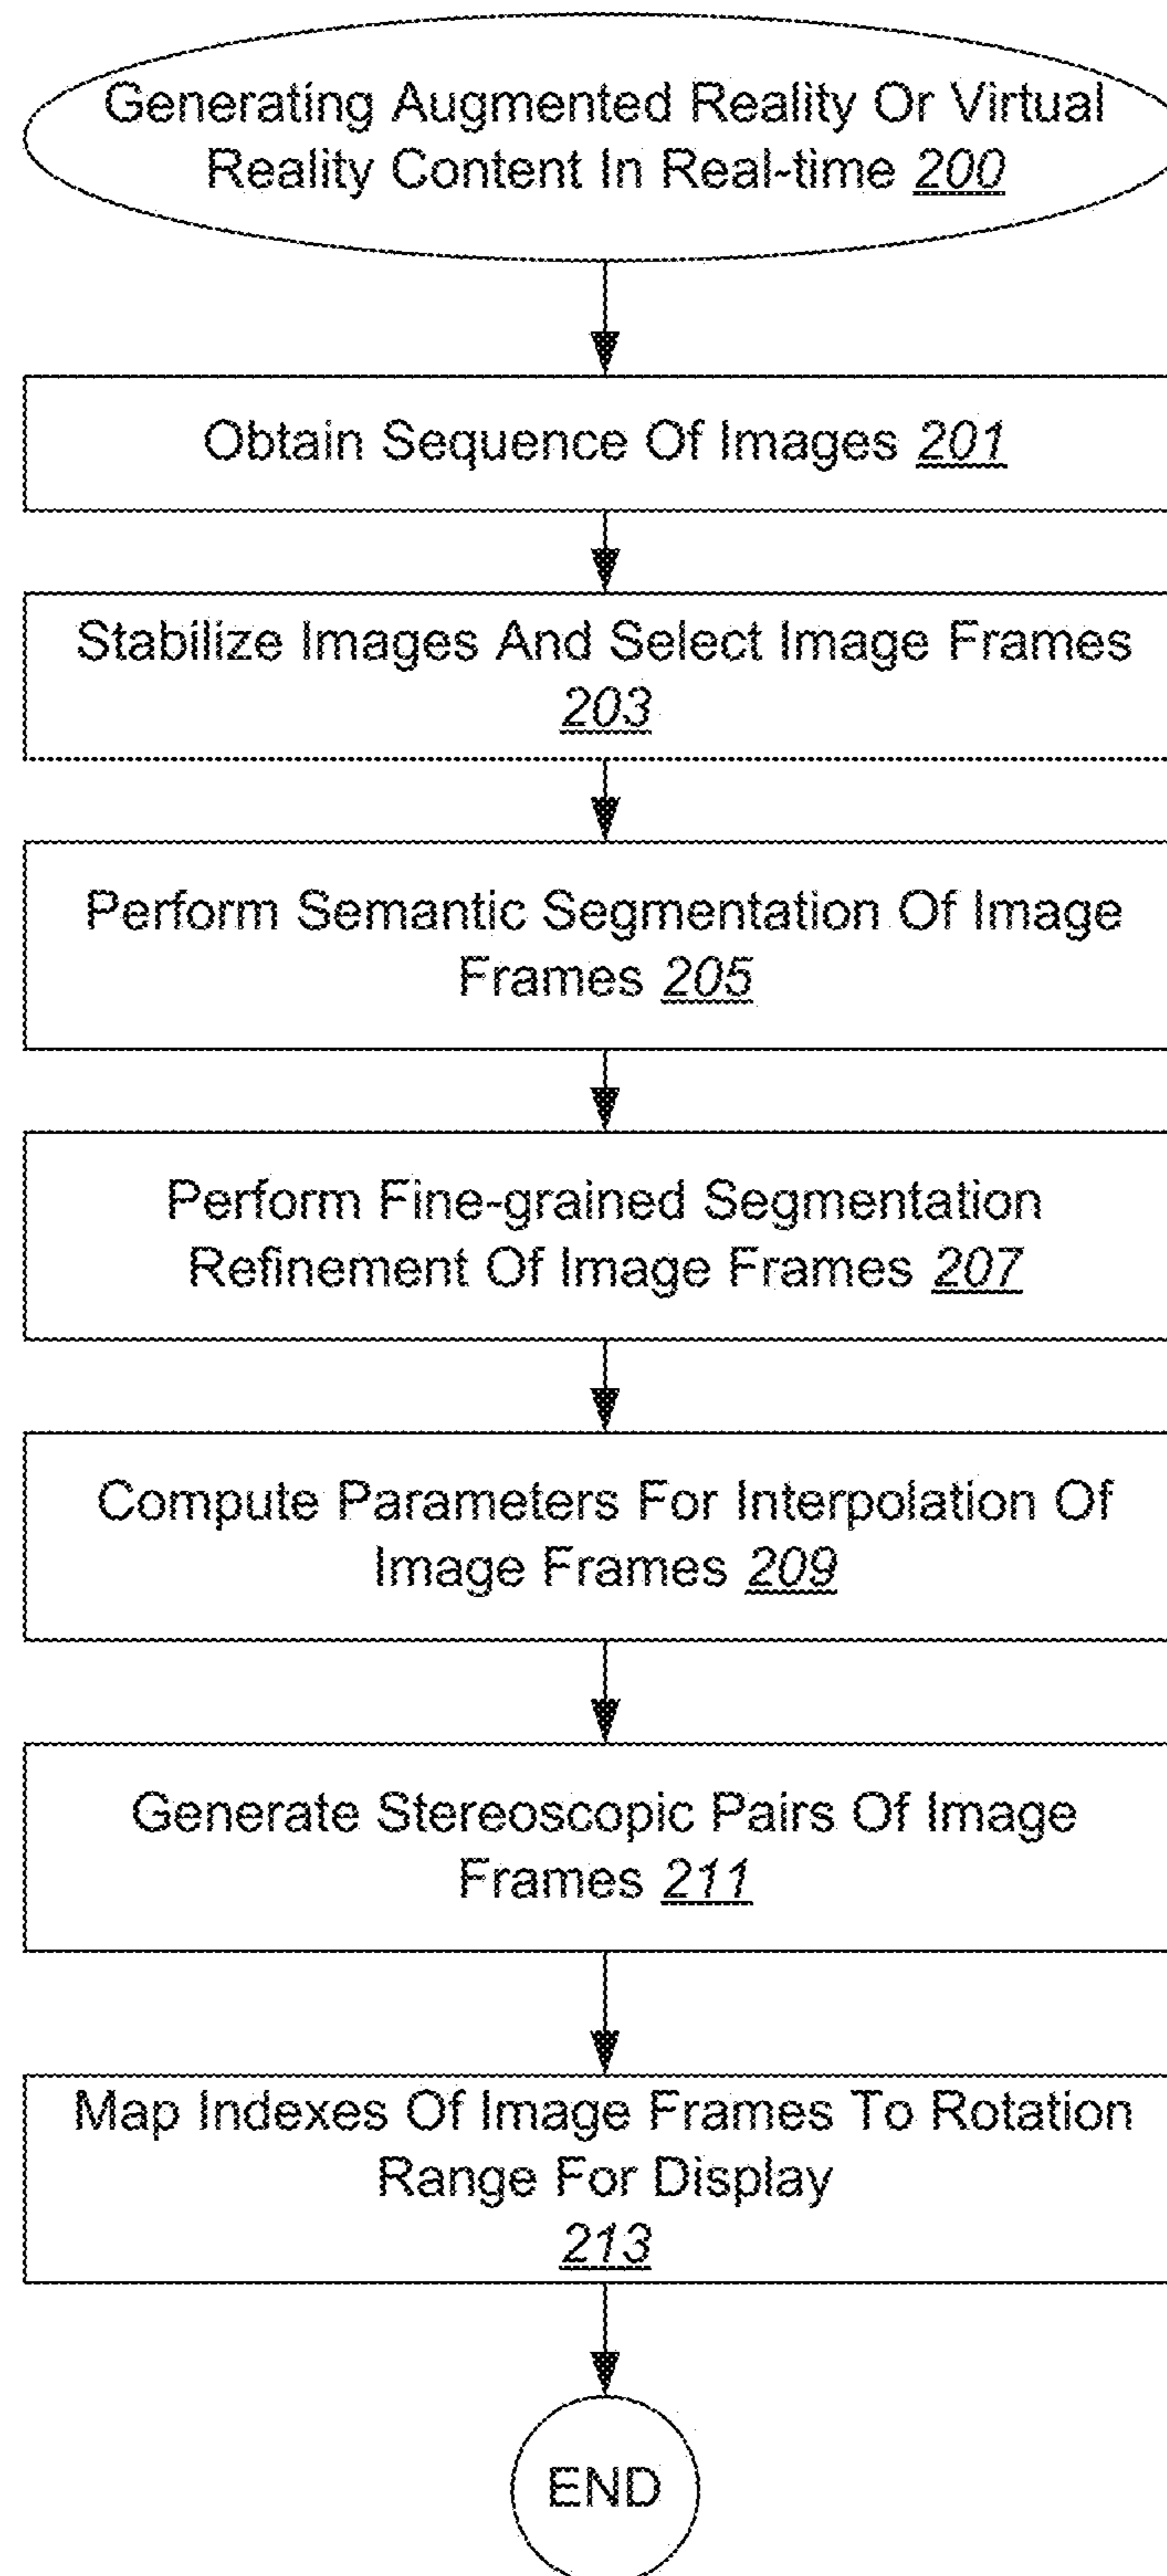 Generating Augmented Reality Or Virtual
Reality Content In Real-time 200
Obtain Sequence Of Images 201
Stabilize Images And Select Image Frames
203
Perform Semantic Segmentation Of Image
Frames 205
Perform Fine-grained Segmentation
Refinement Of Image Frames 207
Compute Parameters For Interpolation Of
Image Frames 209
Generate Stereoscopic Pairs Of Image
Frames 211
Map Indexes Of Image Frames To Rotation
Range For Display
213
END